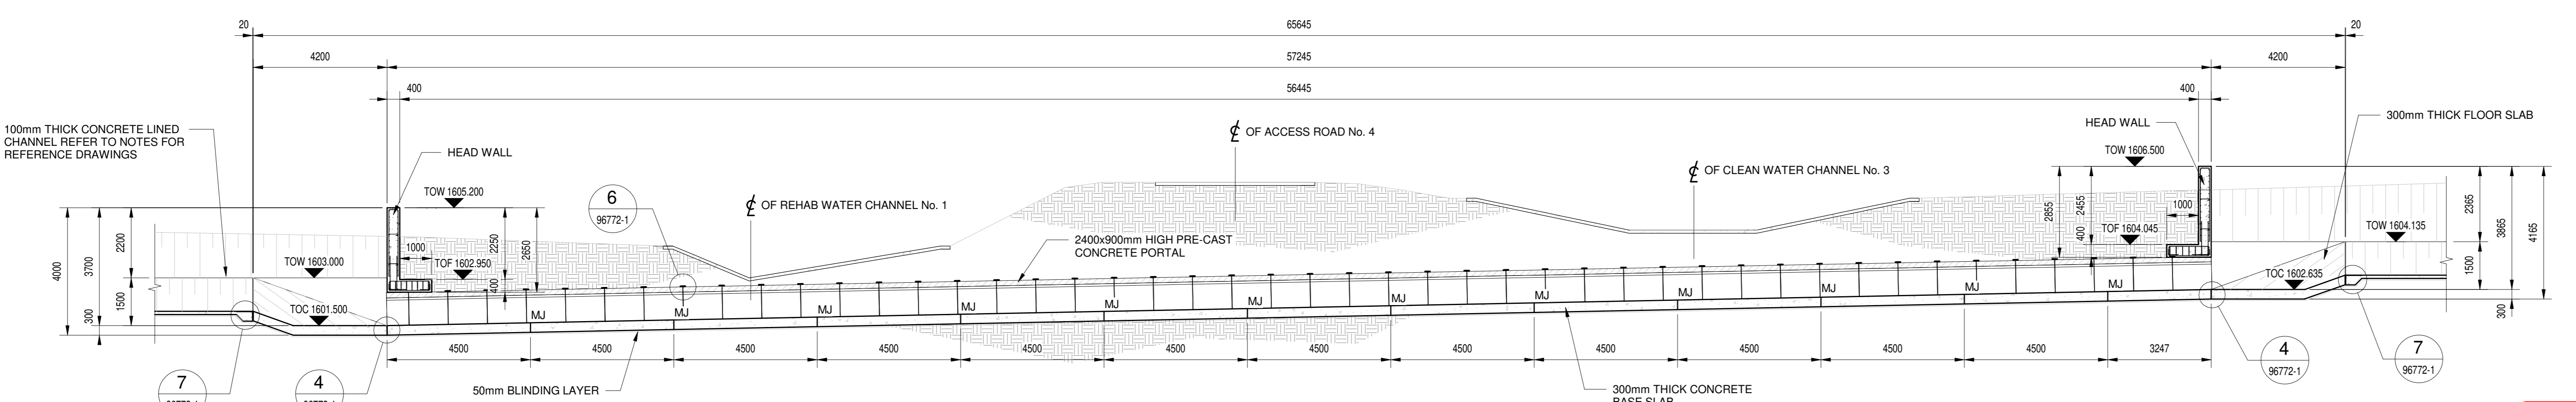 20
65645
20
4200
57245
4200
400
56445
400
100mm THICK CONCRETE LINED
CHANNEL REFER TO NOTES FOR
REFERENCE DRAWINGS
HEAD WALL
℄ OF ACCESS ROAD No. 4
HEAD WALL
300mm THICK FLOOR SLAB
TOW 1605.200
6
96772-1
℄ OF REHAB WATER CHANNEL No. 1
℄ OF CLEAN WATER CHANNEL No. 3
TOW 1606.500
4000
3700
2200
1500
300
TOW 1603.000
1000
TOF 1602.950
2250
400
2650
TOC 1601.500
2400x900mm HIGH PRE-CAST
CONCRETE PORTAL
2855
2455
400
1000
TOF 1604.045
TOW 1604.135
2365
1500
3865
300
4165
TOC 1602.635
MJ
MJ
MJ
MJ
MJ
MJ
MJ
MJ
MJ
MJ
MJ
MJ
4500
4500
4500
4500
4500
4500
4500
4500
4500
4500
4500
4500
3247
7
4
50mm BLINDING LAYER
300mm THICK CONCRETE
BASE SLAB
4
96772-1
7
96772-1